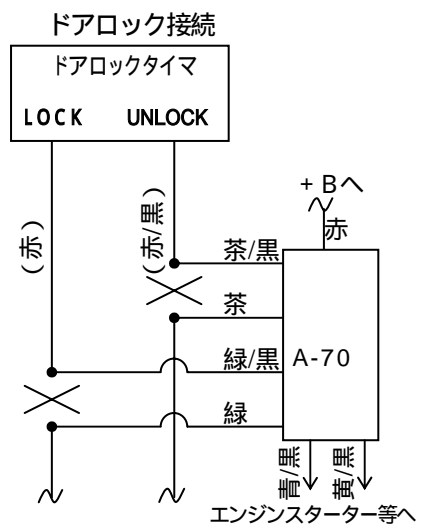 ドアロック接続
ドアロックタイマ
LOCK UNLOCK
+Bへ
赤
(赤)
(赤/黒)
茶/黒
茶
緑/黒
A-70
緑
青/黒
黄/黒
エンジンスターター等へ